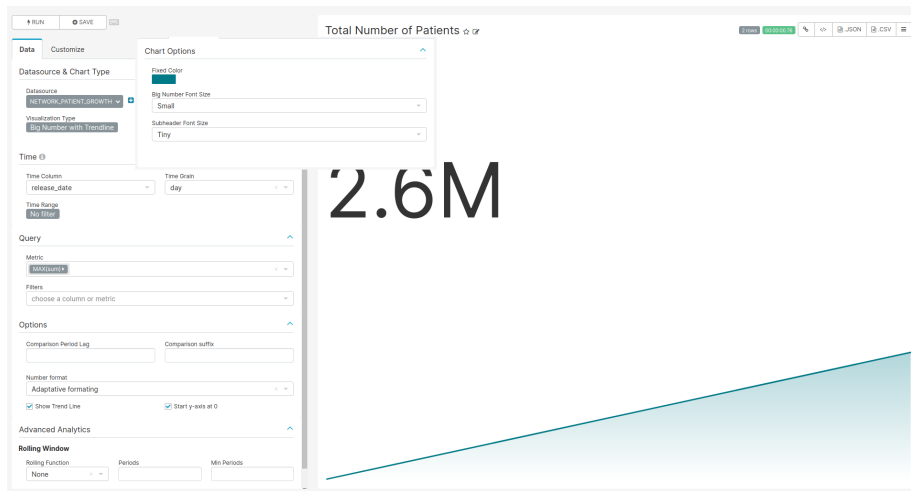 RUN SAVE
Total Number of Patients
2 rows 00:00:00.76 </> .JSON .CSV
Data Customize
Chart Options
Datasource & Chart Type
Fixed Color
Datasource
NETWORK_PATIENT_GROWTH
Big Number Font Size
Small
Visualization Type
Big Number with Trendline
Subheader Font Size
Tiny
Time
Time Column Time Grain
release_date day
Time Range
No filter
2.6M
Query
Metric
MAX(sum)
Filters
choose a column or metric
Options
Comparison Period Lag Comparison suffix
Number format
Adaptative formating
Show Trend Line Start y-axis at 0
Advanced Analytics
Rolling Window
Rolling Function Periods Min Periods
None